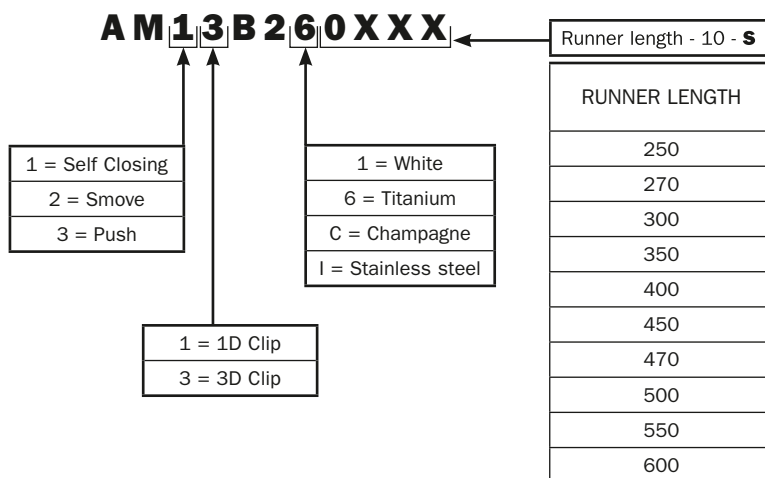 AM13B260XXX
Runner length - 10 - S
RUNNER LENGTH
250
270
300
350
400
450
470
500
550
600
1 = Self Closing
2 = Smove
3 = Push
1 = White
6 = Titanium
C = Champagne
I = Stainless steel
1 = 1D Clip
3 = 3D Clip